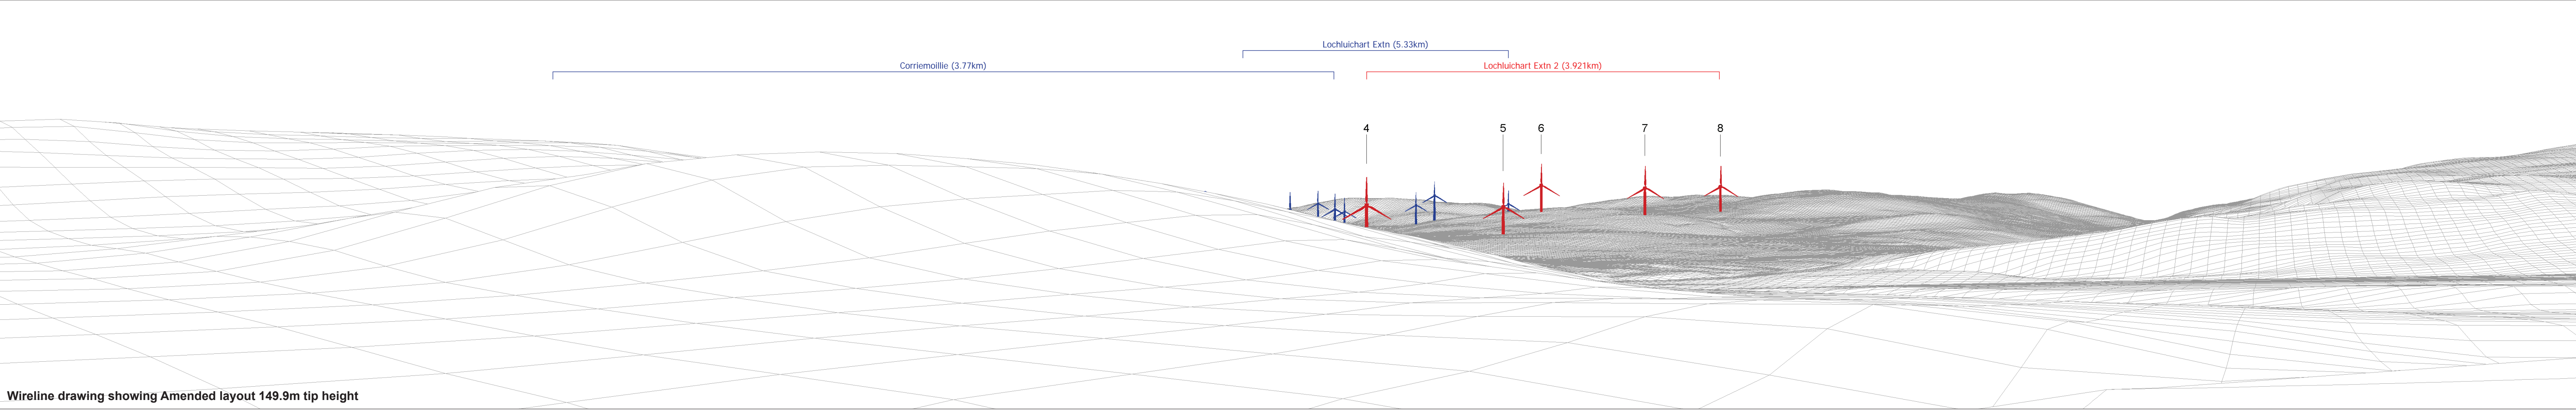 Lochluichart Extn (5.33km)
Corriemoillie (3.77km)
Lochluichart Extn 2 (3.921km)
4 5 6 7 8
Wireline drawing showing Amended layout 149.9m tip height